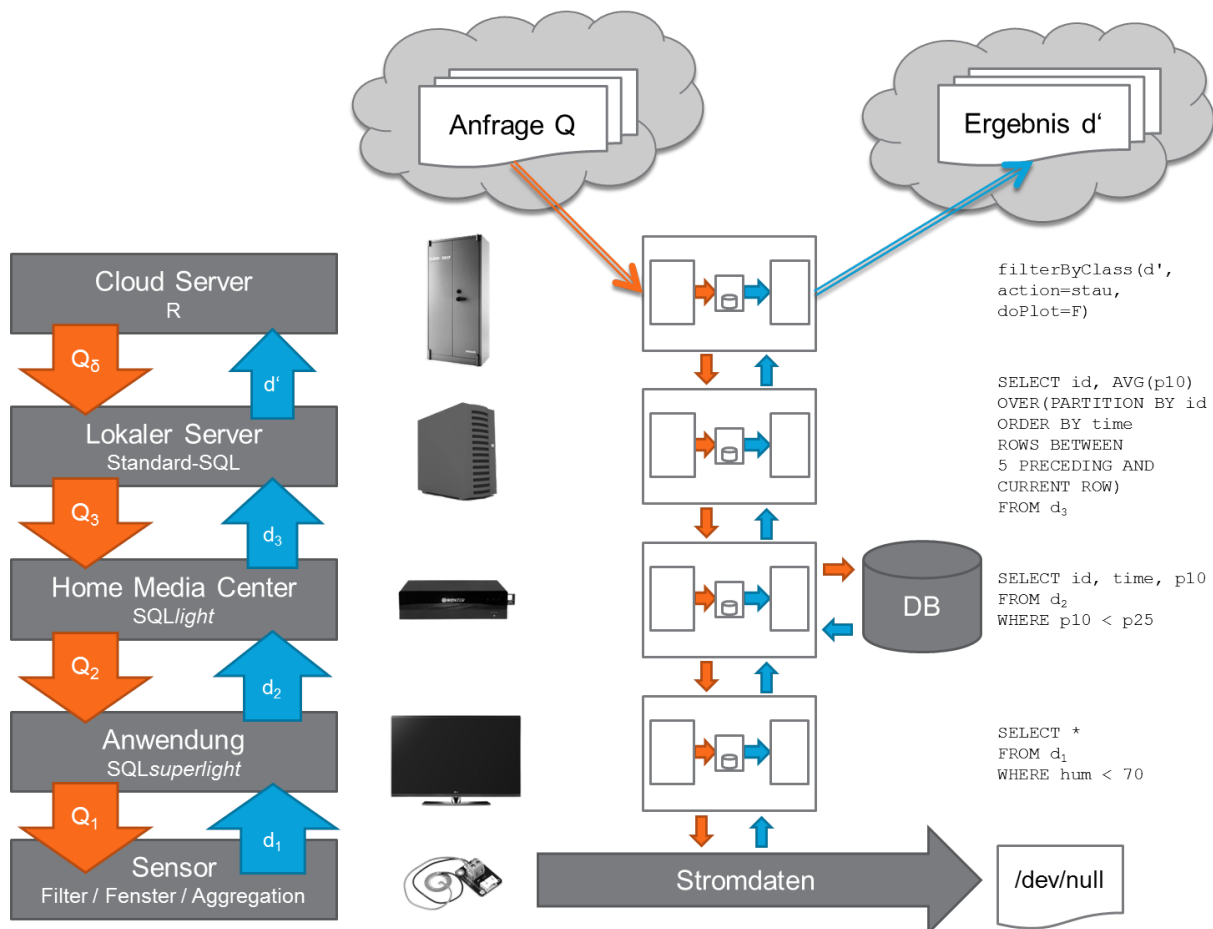 Anfrage Q
Ergebnis d‘
Cloud Server
R
Qδ
d‘
Lokaler Server
Standard-SQL
Q3
d3
Home Media Center
SQLlight
Q2
d2
Anwendung
SQLsuperlight
Q1
d1
Sensor
Filter / Fenster / Aggregation
DB
Stromdaten
/dev/null
filterByClass(d',
action=stau,
doPlot=F)
SELECT id, AVG(p10)
OVER(PARTITION BY id
ORDER BY time
ROWS BETWEEN
5 PRECEDING AND
CURRENT ROW)
FROM d3
SELECT id, time, p10
FROM d2
WHERE p10 < p25
SELECT *
FROM d1
WHERE hum < 70